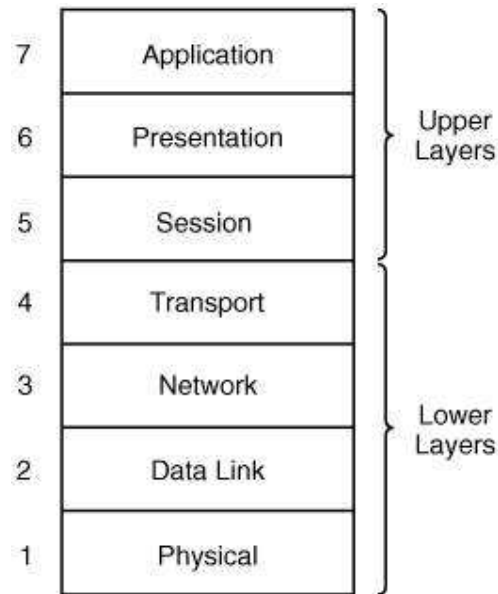 7 Application
6 Presentation
5 Session
4 Transport
3 Network
2 Data Link
1 Physical
Upper
Layers
Lower
Layers